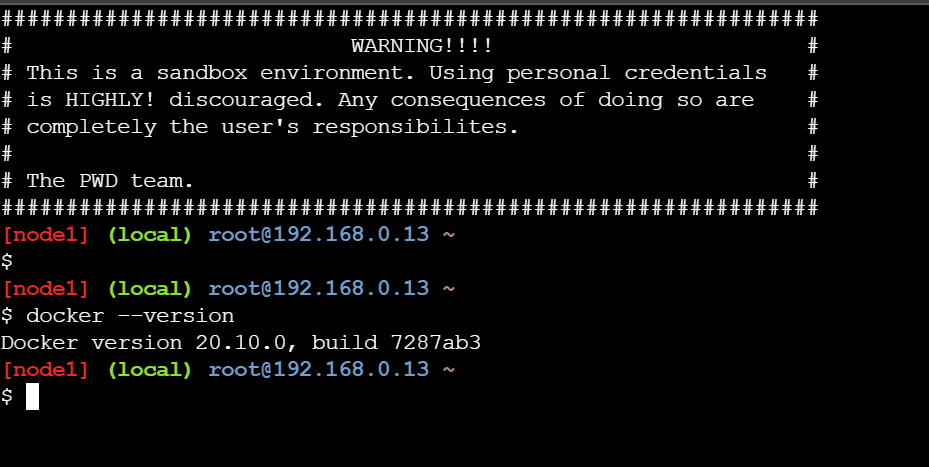 ###############################################################
# WARNING!!!! #
# This is a sandbox environment. Using personal credentials #
# is HIGHLY! discouraged. Any consequences of doing so are #
# completely the user's responsibilites. #
# #
# The PWD team. #
###############################################################
[node1] (local) root@192.168.0.13 ~
$
[node1] (local) root@192.168.0.13 ~
$ docker --version
Docker version 20.10.0, build 7287ab3
[node1] (local) root@192.168.0.13 ~
$